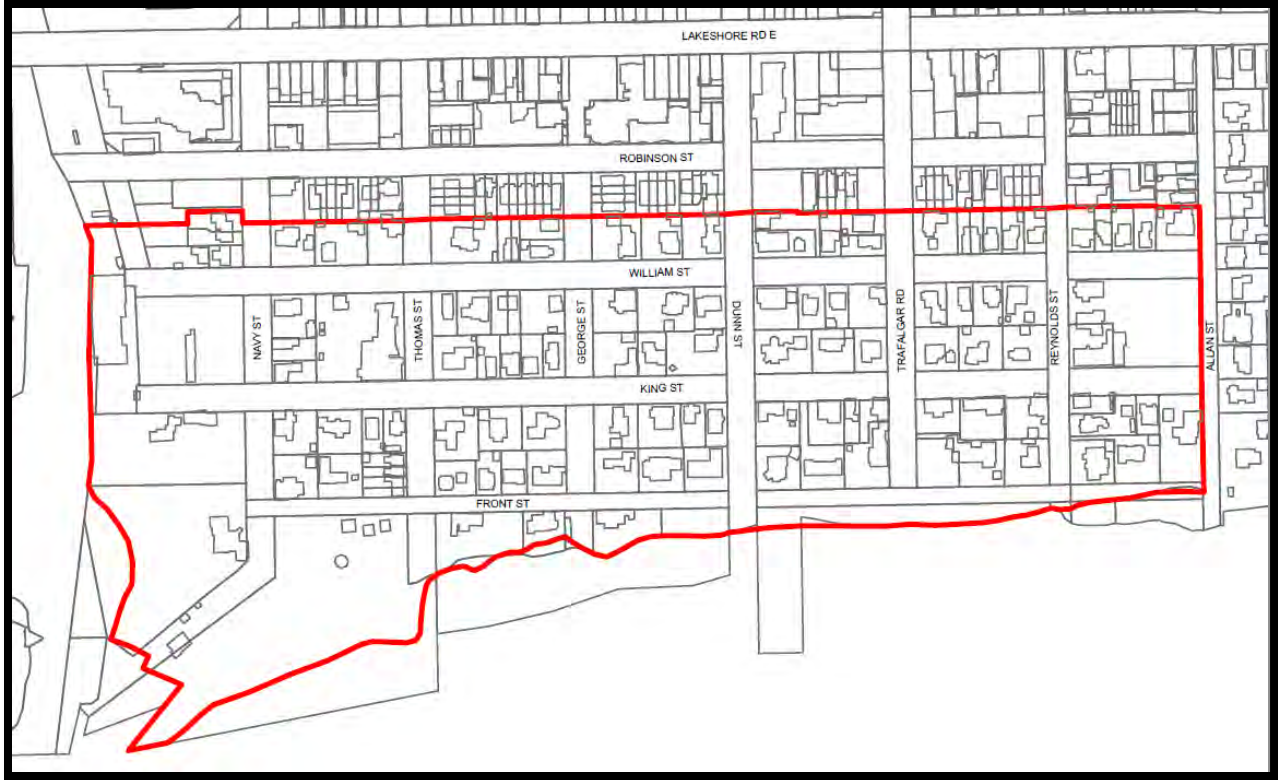 LAKESHORE RD E
ROBINSON ST
WILLIAM ST
NAVY ST
THOMAS ST
GEORGE ST
DUNN ST
TRAFALGAR RD
REYNOLDS ST
ALLAN ST
KING ST
FRONT ST